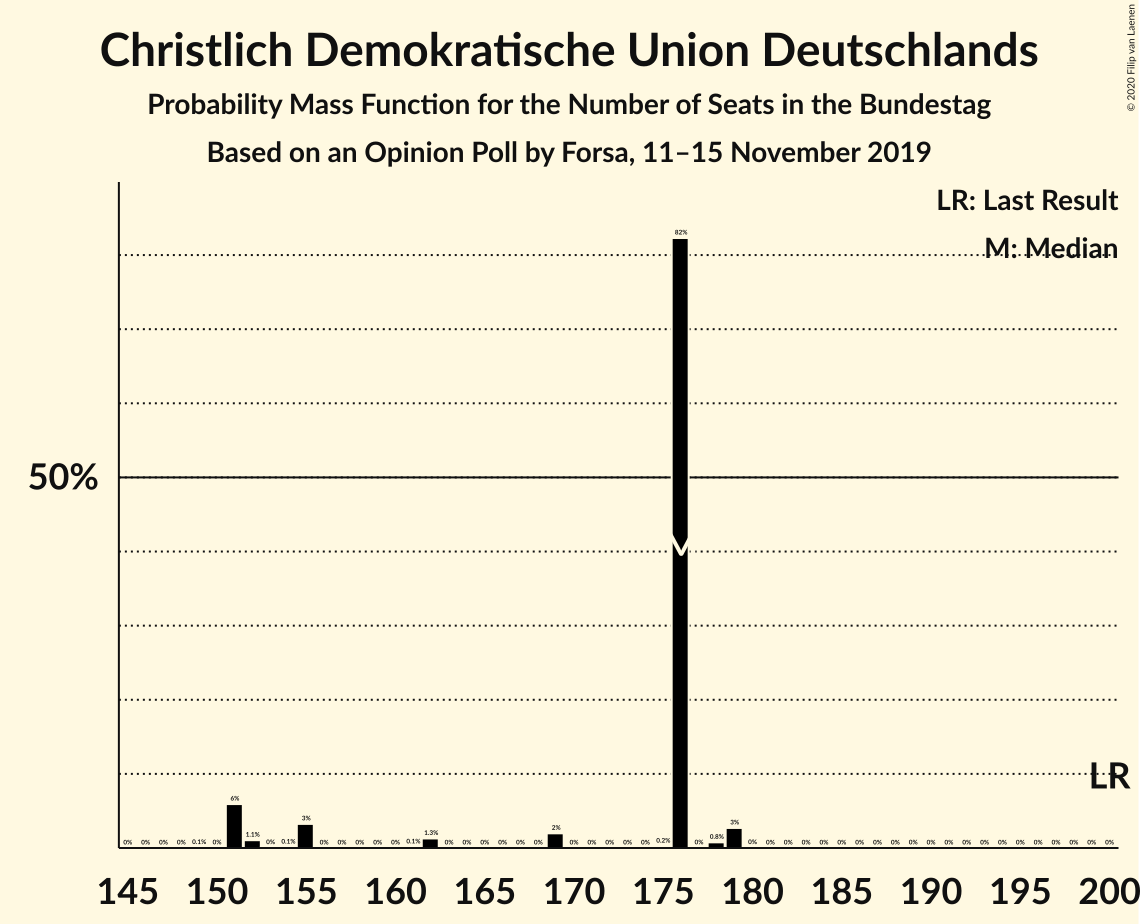 Christlich Demokratische Union Deutschlands
Probability Mass Function for the Number of Seats in the Bundestag
Based on an Opinion Poll by Forsa, 11–15 November 2019
© 2020 Filip van Laenen
LR: Last Result
M: Median
82%
50%
LR
0% 0% 0% 0% 0.1% 0% 6% 1.1% 0% 0.1% 3% 0% 0% 0% 0% 0% 0.1% 1.3% 0% 0% 0% 0% 0% 0% 2% 0% 0% 0% 0% 0% 0.2% 0% 0.8% 3% 0% 0% 0% 0% 0% 0% 0% 0% 0% 0% 0% 0% 0% 0% 0% 0% 0% 0% 0% 0% 0%
145 150 155 160 165 170 175 180 185 190 195 200